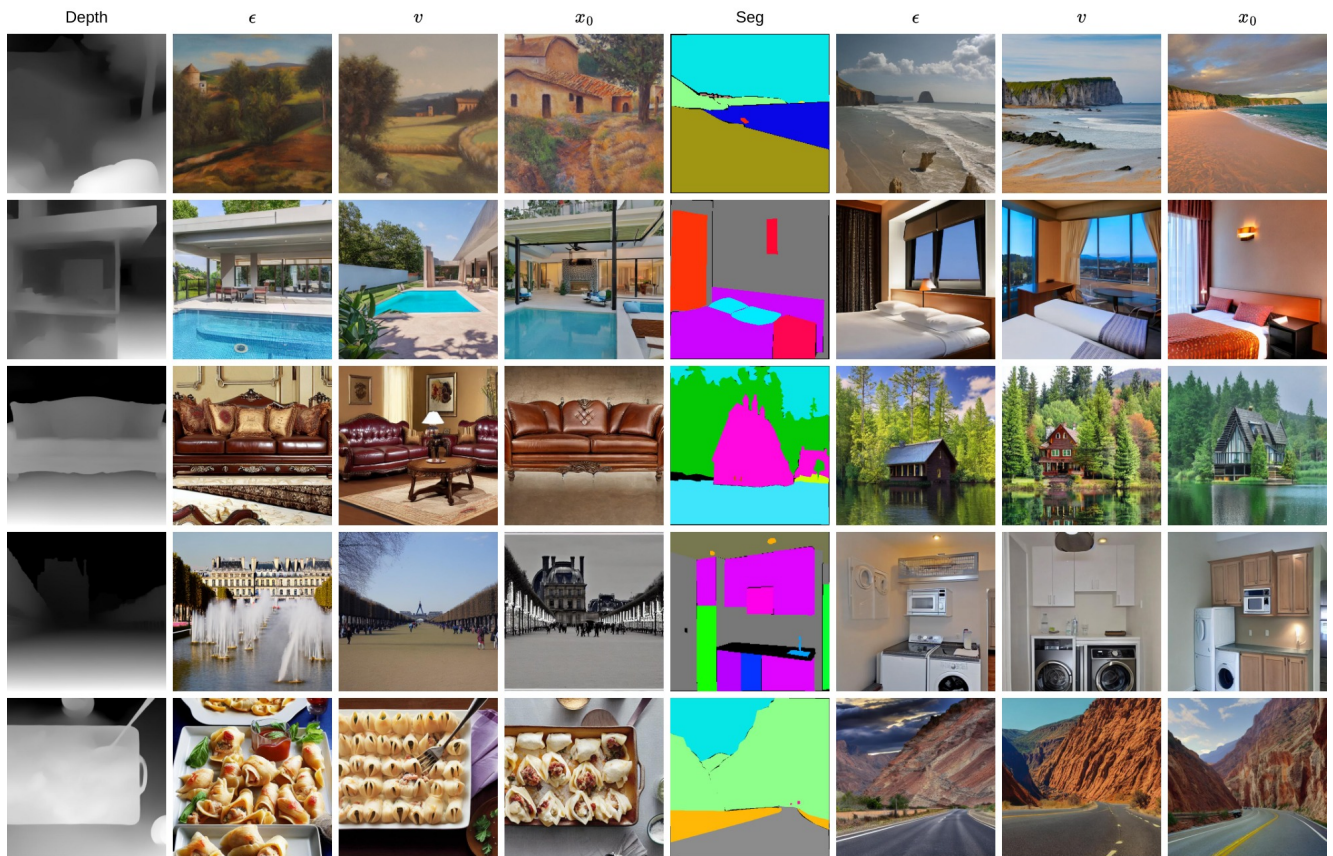 Depth ϵ v x₀ Seg ϵ v x₀